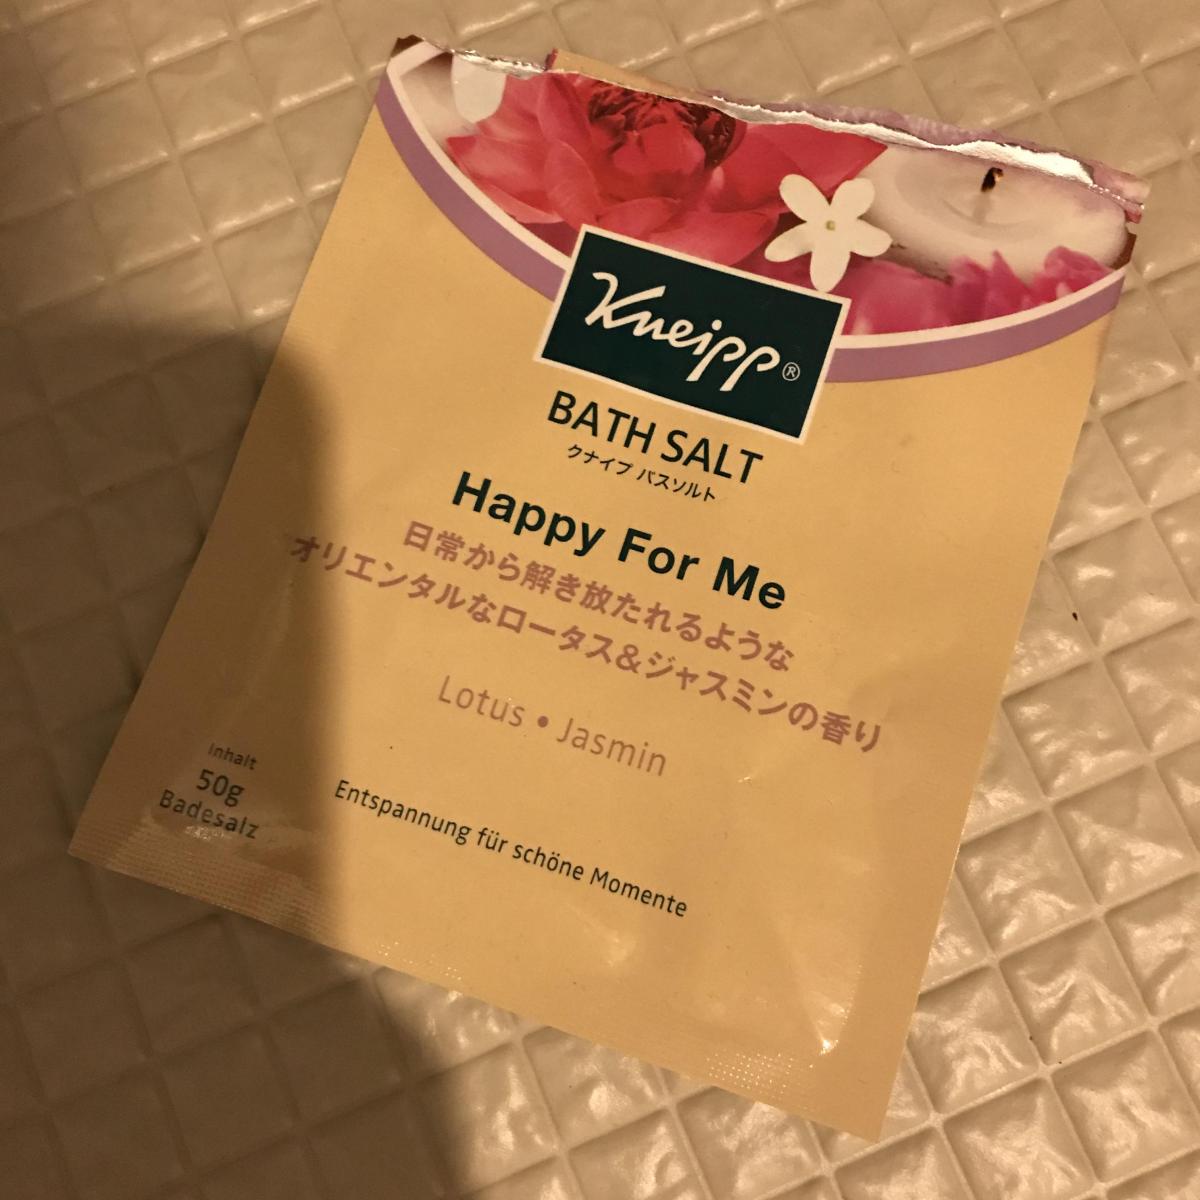 Kneipp®
BATH SALT
クナイプ バスソルト
Happy For Me
日常から解き放たれるような
オリエンタルなロータス&ジャスミンの香り
Lotus • Jasmin
Inhalt
50g
Badesalz
Entspannung für schöne Momente